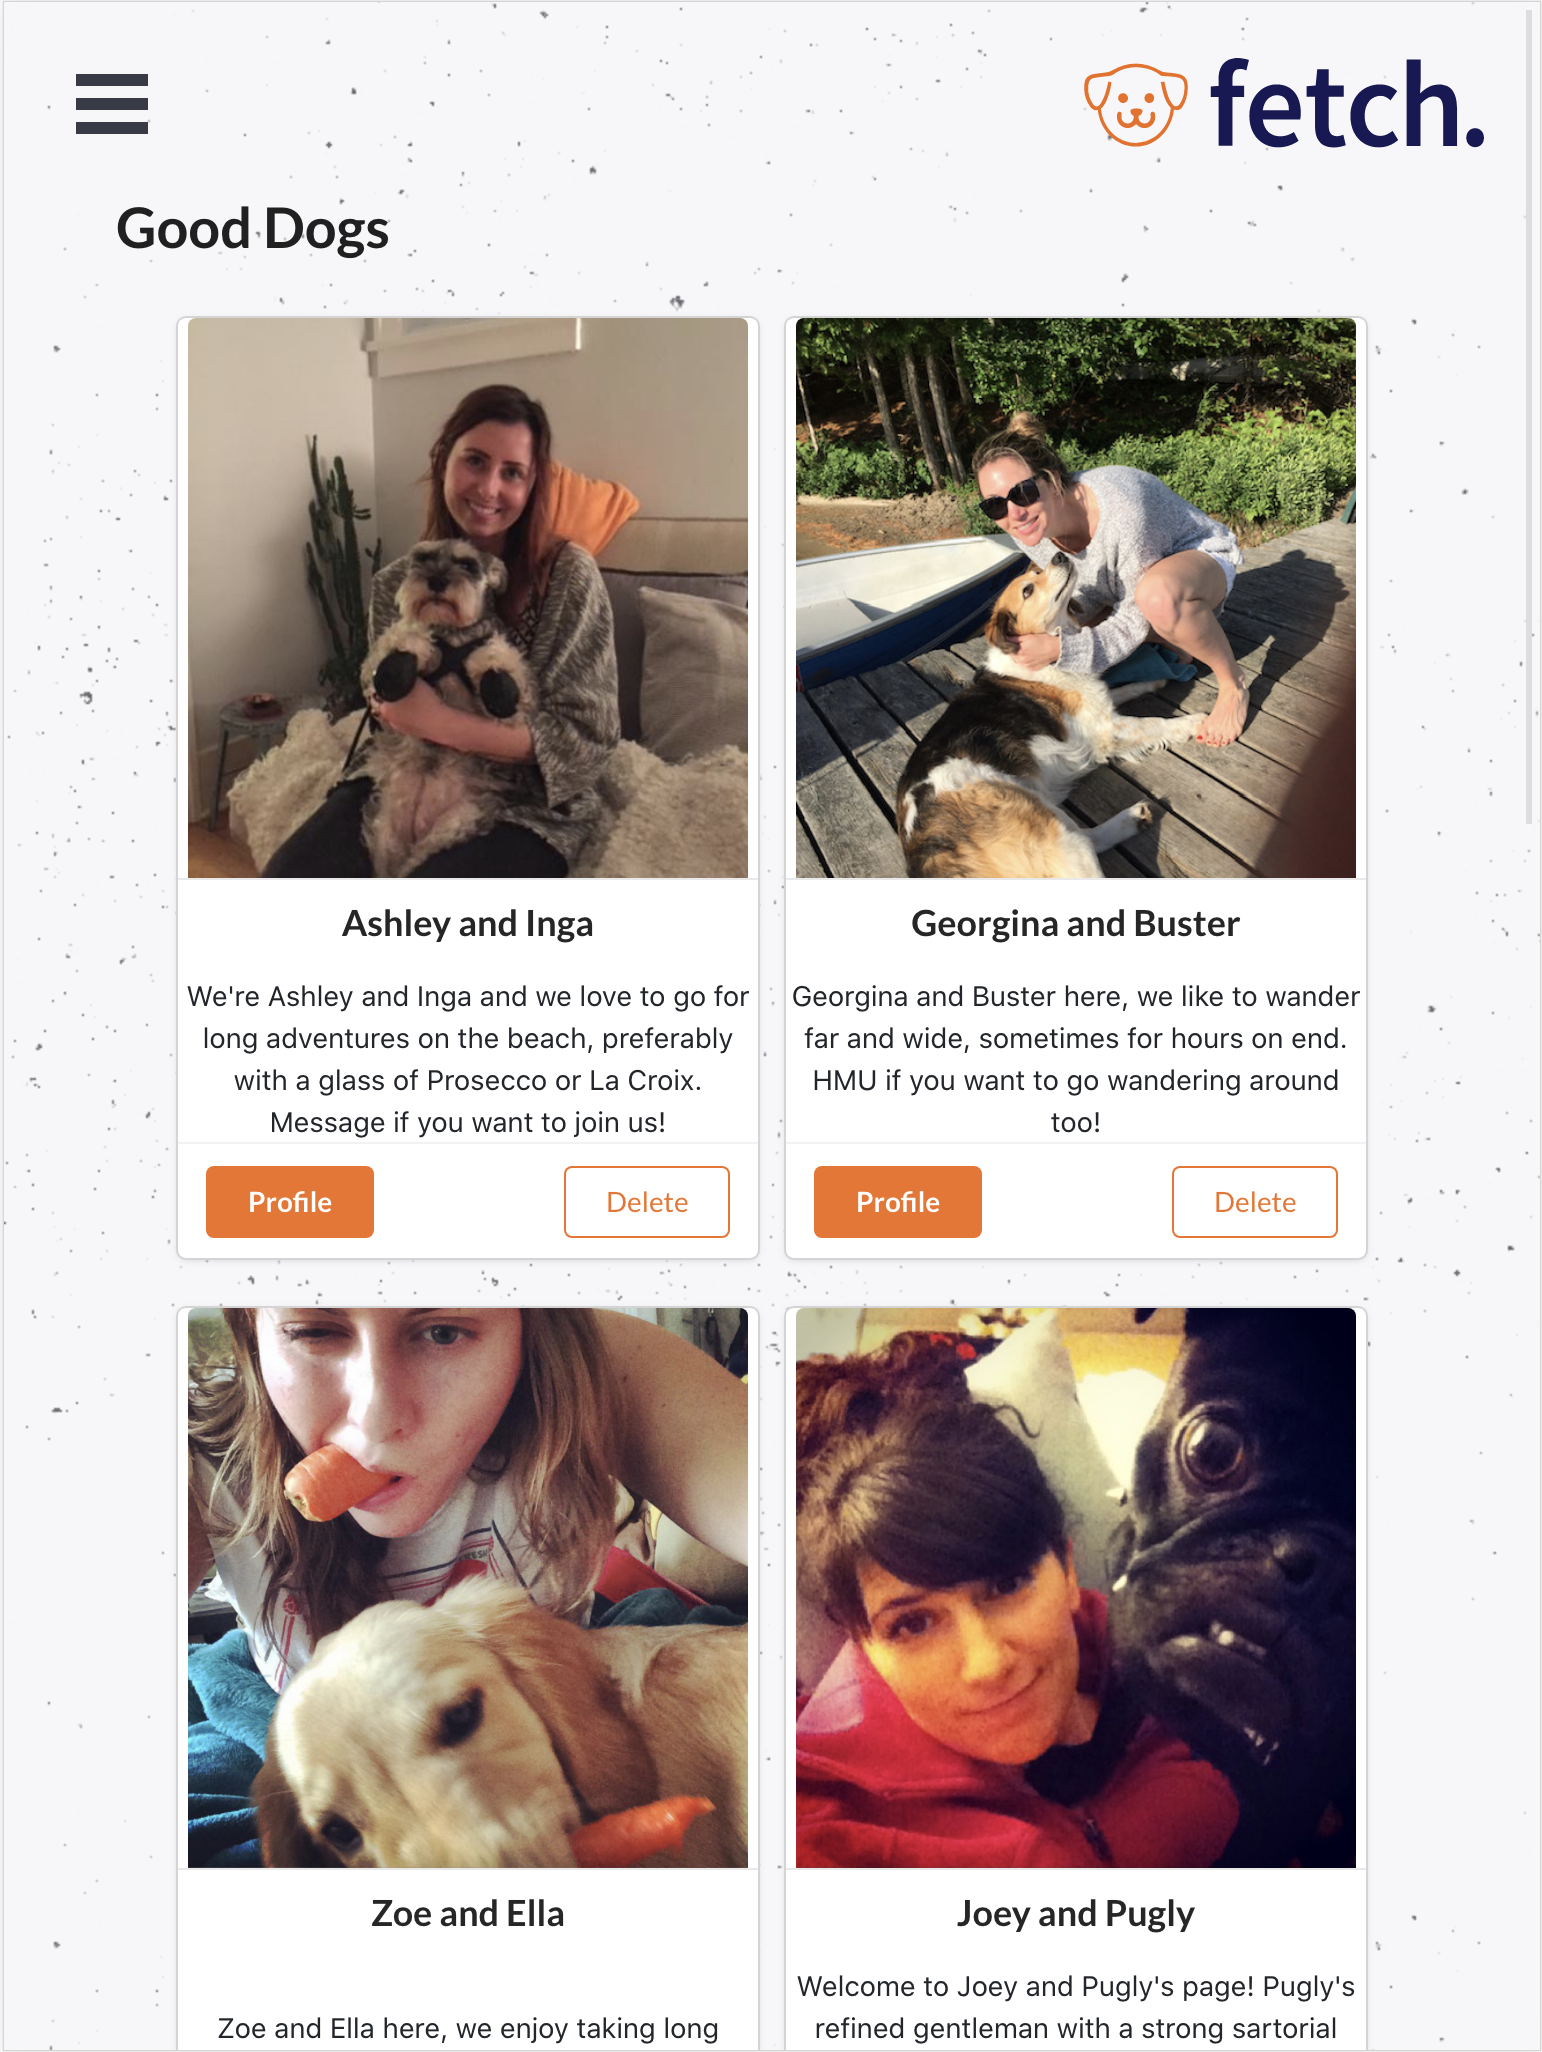 fetch.
Good Dogs
Ashley and Inga
We're Ashley and Inga and we love to go for
long adventures on the beach, preferably
with a glass of Prosecco or La Croix.
Message if you want to join us!
Profile
Delete
Georgina and Buster
Georgina and Buster here, we like to wander
far and wide, sometimes for hours on end.
HMU if you want to go wandering around
too!
Profile
Delete
Zoe and Ella
Zoe and Ella here, we enjoy taking long
Joey and Pugly
Welcome to Joey and Pugly's page! Pugly's
refined gentleman with a strong sartorial